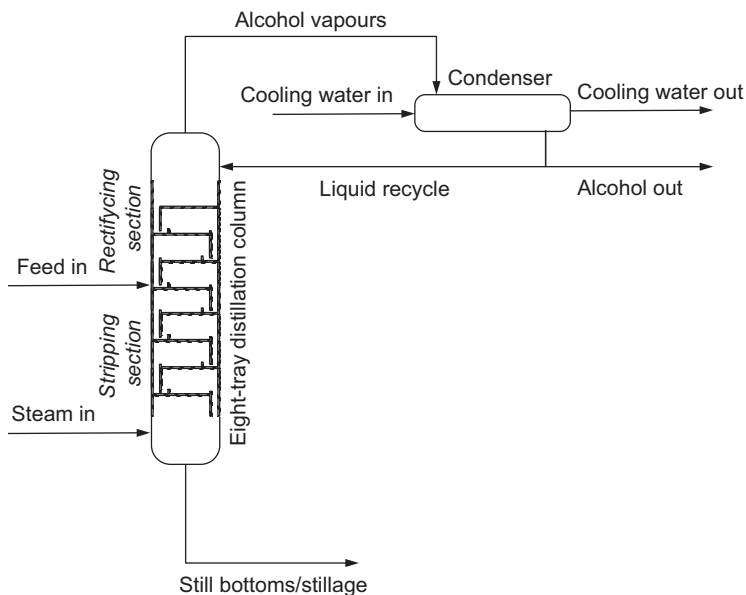 Alcohol vapours
Condenser
Cooling water in
Cooling water out
Liquid recycle
Alcohol out
Rectifycing
section
Feed in
Eight-tray distillation column
Stripping
section
Steam in
Still bottoms/stillage